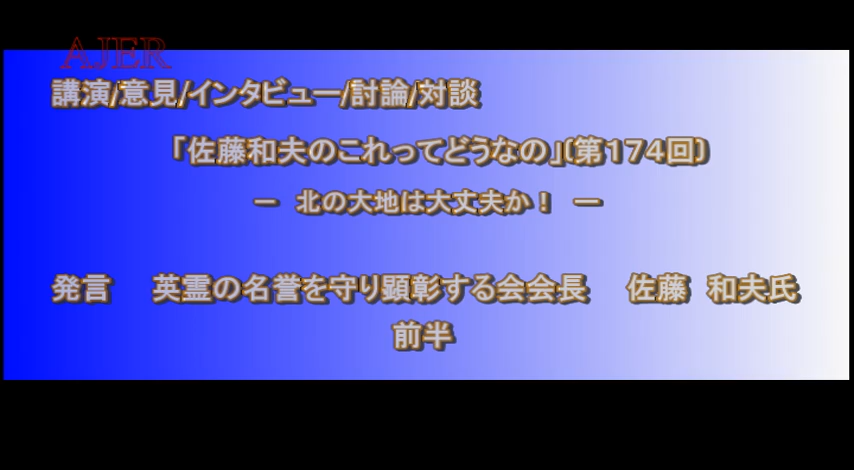 AJER
講演/意見/インタビュー/討論/対談
「佐藤和夫のこれってどうなの」(第174回)
ー 北の大地は大丈夫か！ ー
発言 英霊の名誉を守り顕彰する会会長 佐藤 和夫氏
前半